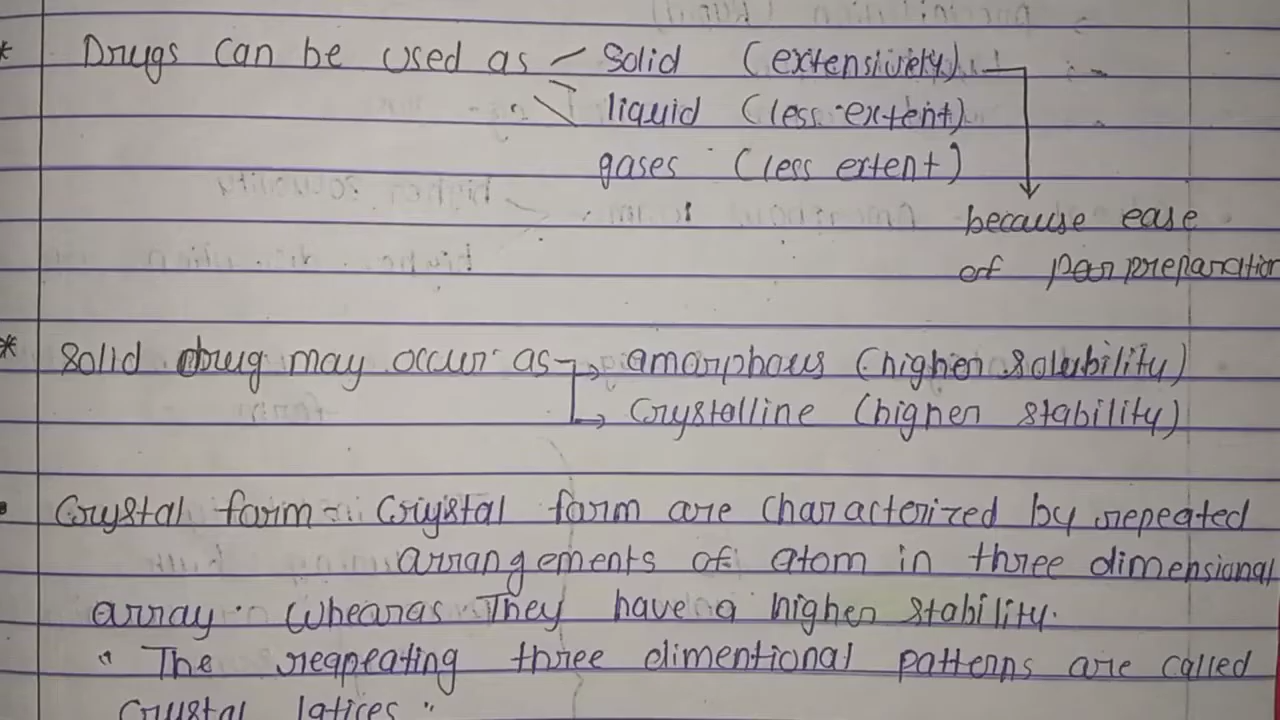 * Drugs can be used as – Solid (extensively)
liquid (less extent)
gases (less extent)
because ease
of preparation
* Solid drug may occur as → amorphous (higher solubility)
→ Crystalline (higher stability)
• Crystal form - Crystal form are characterized by repeated
arrangements of atom in three dimensional
array. Whearas They have a higher stability.
" The reapeating three dimentional patterns are called
Crystal latices "